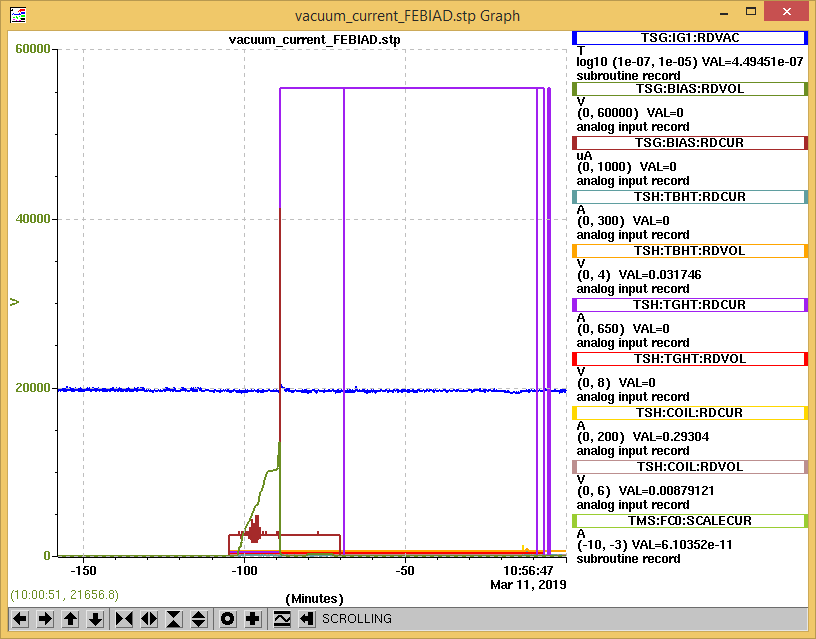 vacuum_current_FEBIAD.stp Graph
vacuum_current_FEBIAD.stp
60000
40000
V
20000
0
-150
-100
-50
10:56:47
Mar 11, 2019
(Minutes)
(10:00:51, 21656.8)
SCROLLING
TSG:IG1:RDVAC
T
log10 (1e-07, 1e-05) VAL=4.49451e-07
subroutine record
TSG:BIAS:RDVOL
V
(0, 60000) VAL=0
analog input record
TSG:BIAS:RDCUR
uA
(0, 1000) VAL=0
analog input record
TSH:TBHT:RDCUR
A
(0, 300) VAL=0
analog input record
TSH:TBHT:RDVOL
V
(0, 4) VAL=0.031746
analog input record
TSH:TGHT:RDCUR
A
(0, 650) VAL=0
analog input record
TSH:TGHT:RDVOL
V
(0, 8) VAL=0
analog input record
TSH:COIL:RDCUR
A
(0, 200) VAL=0.29304
analog input record
TSH:COIL:RDVOL
V
(0, 6) VAL=0.00879121
analog input record
TMS:FC0:SCALECUR
A
(-10, -3) VAL=6.10352e-11
subroutine record